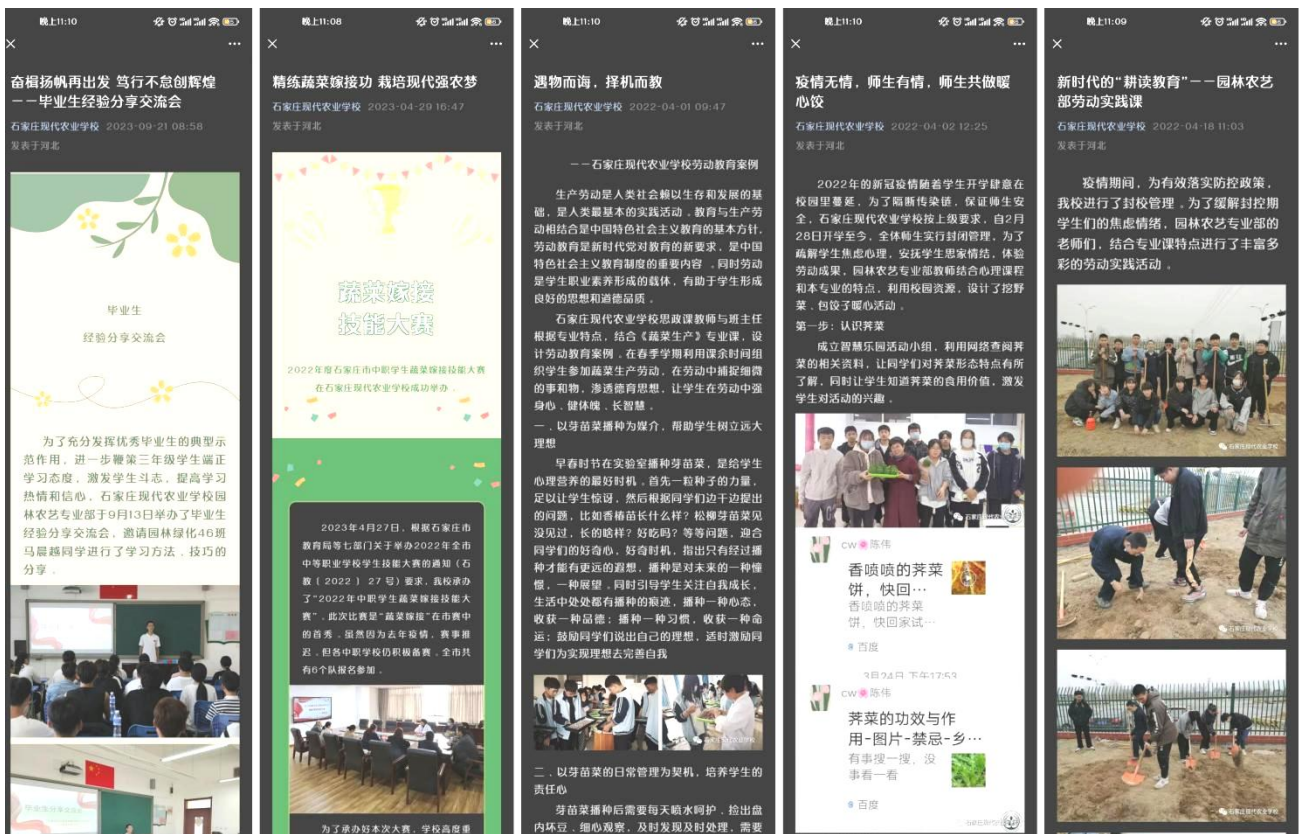 晚上11:10
奋楫扬帆再出发 笃行不怠创辉煌
——毕业生经验分享交流会
石家庄现代农业学校 2023-09-21 08:58
发表于河北
毕业生
经验分享交流会
为了充分发挥优秀毕业生的典型示
范作用，进一步鞭策三年级学生端正
学习态度，激发学生斗志，提高学习
热情和信心，石家庄现代农业学校园
林农艺专业部于9月13日举办了毕业生
经验分享交流会，邀请园林绿化46班
马晨越同学进行了学习方法、技巧的
分享。
晚上11:08
精练蔬菜嫁接功 栽培现代强农梦
石家庄现代农业学校 2023-04-29 16:47
发表于河北
蔬菜嫁接
技能大赛
2022年度石家庄市中职学生蔬菜嫁接技能大赛
在石家庄现代农业学校成功举办。
2023年4月27日，根据石家庄市
教育局等七部门关于举办2022年全市
中等职业学校学生技能大赛的通知（石
教〔2022〕27号）要求，我校承办
了“2022年中职学生蔬菜嫁接技能大
赛”，此次比赛是“蔬菜嫁接”在市赛中
的首秀，虽然因为去年疫情，赛事推
迟，但各中职学校仍积极备赛，全市共
有6个队报名参加。
为了承办好本次大赛，学校高度重
晚上11:10
遇物而诲，择机而教
石家庄现代农业学校 2022-04-01 09:47
发表于河北
——石家庄现代农业学校劳动教育案例
生产劳动是人类社会赖以生存和发展的基
础，是人类最基本的实践活动，教育与生产劳
动相结合是中国特色社会主义教育的基本方针，
劳动教育是新时代党对教育的新要求，是中国
特色社会主义教育制度的重要内容，同时劳动
是学生职业素养形成的载体，有助于学生形成
良好的思想和道德品质。
石家庄现代农业学校思政课教师与班主任
根据专业特点，结合《蔬菜生产》专业课，设
计劳动教育案例，在春季学期利用课余时间组
织学生参加蔬菜生产劳动，在劳动中捕捉细微
的事和物，渗透德育思想，让学生在劳动中强
身心、健体魄、长智慧。
一、以芽苗菜播种为媒介，帮助学生树立远大
理想
早春时节在实验室播种芽苗菜，是给学生
心理营养的最好时机，首先一粒种子的力量，
足以让学生惊讶，然后根据同学们边干边提出
的问题，比如香椿苗长什么样？松柳芽苗菜见
没见过，长的啥样？好吃吗？等等问题，迎合
同学们的好奇心、好奇时机，指出只有经过播
种才能有更远的遐想，播种是对未来的一种憧
憬，一种展望，同时引导学生关注自我成长，
生活中处处都有播种的痕迹，播种一种心态，
收获一种品德；播种一种习惯，收获一种命
运；鼓励同学们说出自己的理想，适时激励同
学们为实现理想去完善自我
二、以芽苗菜的日常管理为契机，培养学生的
责任心
芽苗菜播种后需要每天喷水呵护，捡出盘
内坏豆，细心观察，及时发现及时处理，需要
晚上11:10
疫情无情，师生有情，师生共做暖
心饺
石家庄现代农业学校 2022-04-02 12:25
发表于河北
2022年的新冠疫情随着学生开学肆意在
校园里蔓延，为了隔断传染链，保证师生安
全，石家庄现代农业学校按上级要求，自2月
28日开学至今，全体师生实行封闭管理，为了
疏解学生焦虑心理，安抚学生思家情结，体验
劳动成果，园林农艺专业部教师结合心理课程
和本专业的特点，利用校园资源，设计了挖野
菜、包饺子暖心活动。
第一步：认识荠菜
成立智慧乐园活动小组，利用网络查阅荠
菜的相关资料，让同学们对荠菜形态特点有所
了解，同时让学生知道荠菜的食用价值，激发
学生对活动的兴趣。
cw陈伟
香喷喷的荠菜
饼，快回…
香喷喷的荠菜
饼，快回家试…
百度
3月24日 下午17:53
cw陈伟
荠菜的功效与作
用-图片-禁忌-乡…
有事搜一搜，没
事看一看
百度
晚上11:09
新时代的“耕读教育”——园林农艺
部劳动实践课
石家庄现代农业学校 2022-04-18 11:03
发表于河北
疫情期间，为有效落实防控政策，
我校进行了封校管理。为了缓解封控期
学生们的焦虑情绪，园林农艺专业部的
老师们，结合专业课特点进行了丰富多
彩的劳动实践活动。
石家庄现代农业学校
石家庄现代农业学校
石家庄现代农业学校